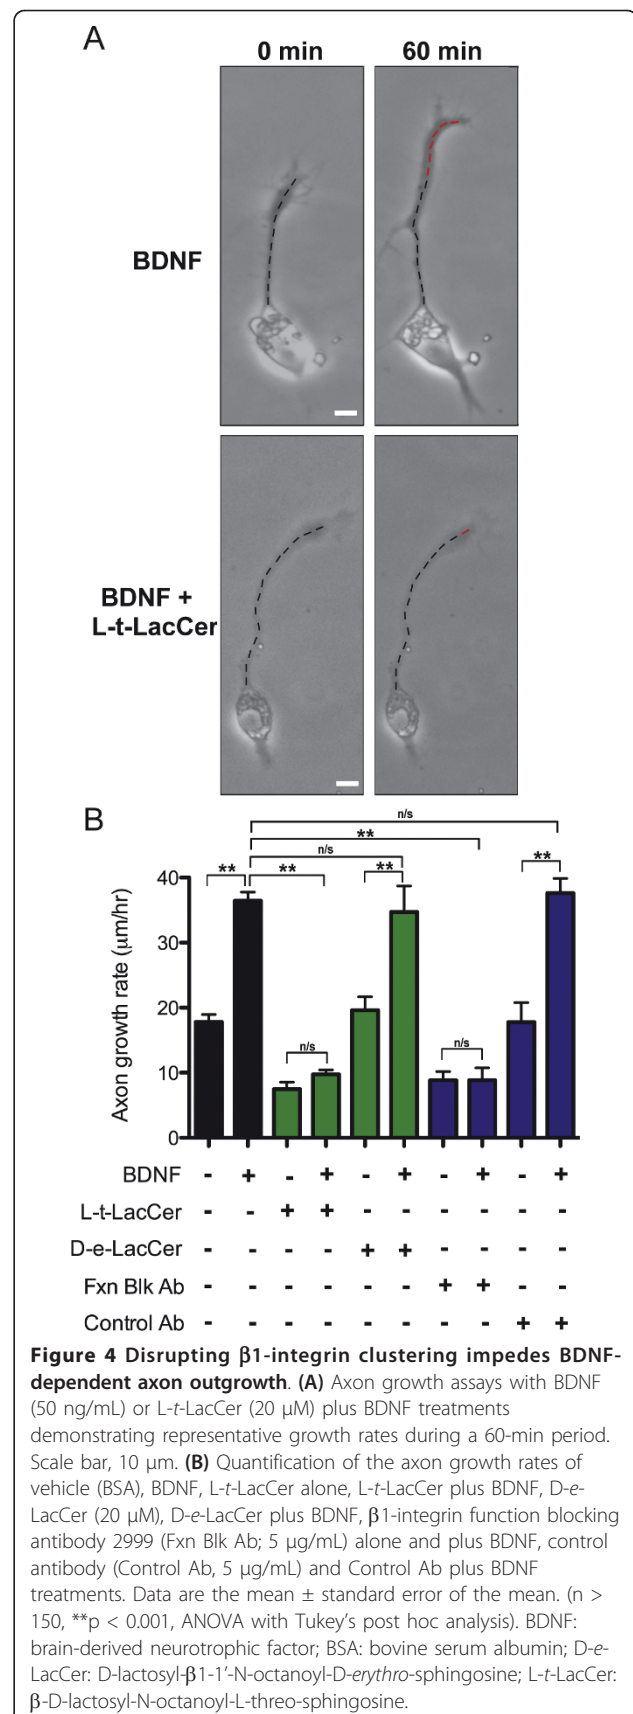 A
0 min 60 min
BDNF
BDNF +
L-t-LacCer
B
n/s
**
n/s
** ** ** **
n/s n/s
Axon growth rate (μm/hr)
40
30
20
10
0
BDNF - + - + - + - + - +
L-t-LacCer - - + + - - - - - -
D-e-LacCer - - - - + + - - - -
Fxn Blk Ab - - - - - - + + - -
Control Ab - - - - - - - - + +
Figure 4 Disrupting β1-integrin clustering impedes BDNF-
dependent axon outgrowth. (A) Axon growth assays with BDNF
(50 ng/mL) or L-t-LacCer (20 μM) plus BDNF treatments
demonstrating representative growth rates during a 60-min period.
Scale bar, 10 μm. (B) Quantification of the axon growth rates of
vehicle (BSA), BDNF, L-t-LacCer alone, L-t-LacCer plus BDNF, D-e-
LacCer (20 μM), D-e-LacCer plus BDNF, β1-integrin function blocking
antibody 2999 (Fxn Blk Ab; 5 μg/mL) alone and plus BDNF, control
antibody (Control Ab, 5 μg/mL) and Control Ab plus BDNF
treatments. Data are the mean ± standard error of the mean. (n >
150, **p < 0.001, ANOVA with Tukey's post hoc analysis). BDNF:
brain-derived neurotrophic factor; BSA: bovine serum albumin; D-e-
LacCer: D-lactosyl-β1-1'-N-octanoyl-D-erythro-sphingosine; L-t-LacCer:
β-D-lactosyl-N-octanoyl-L-threo-sphingosine.